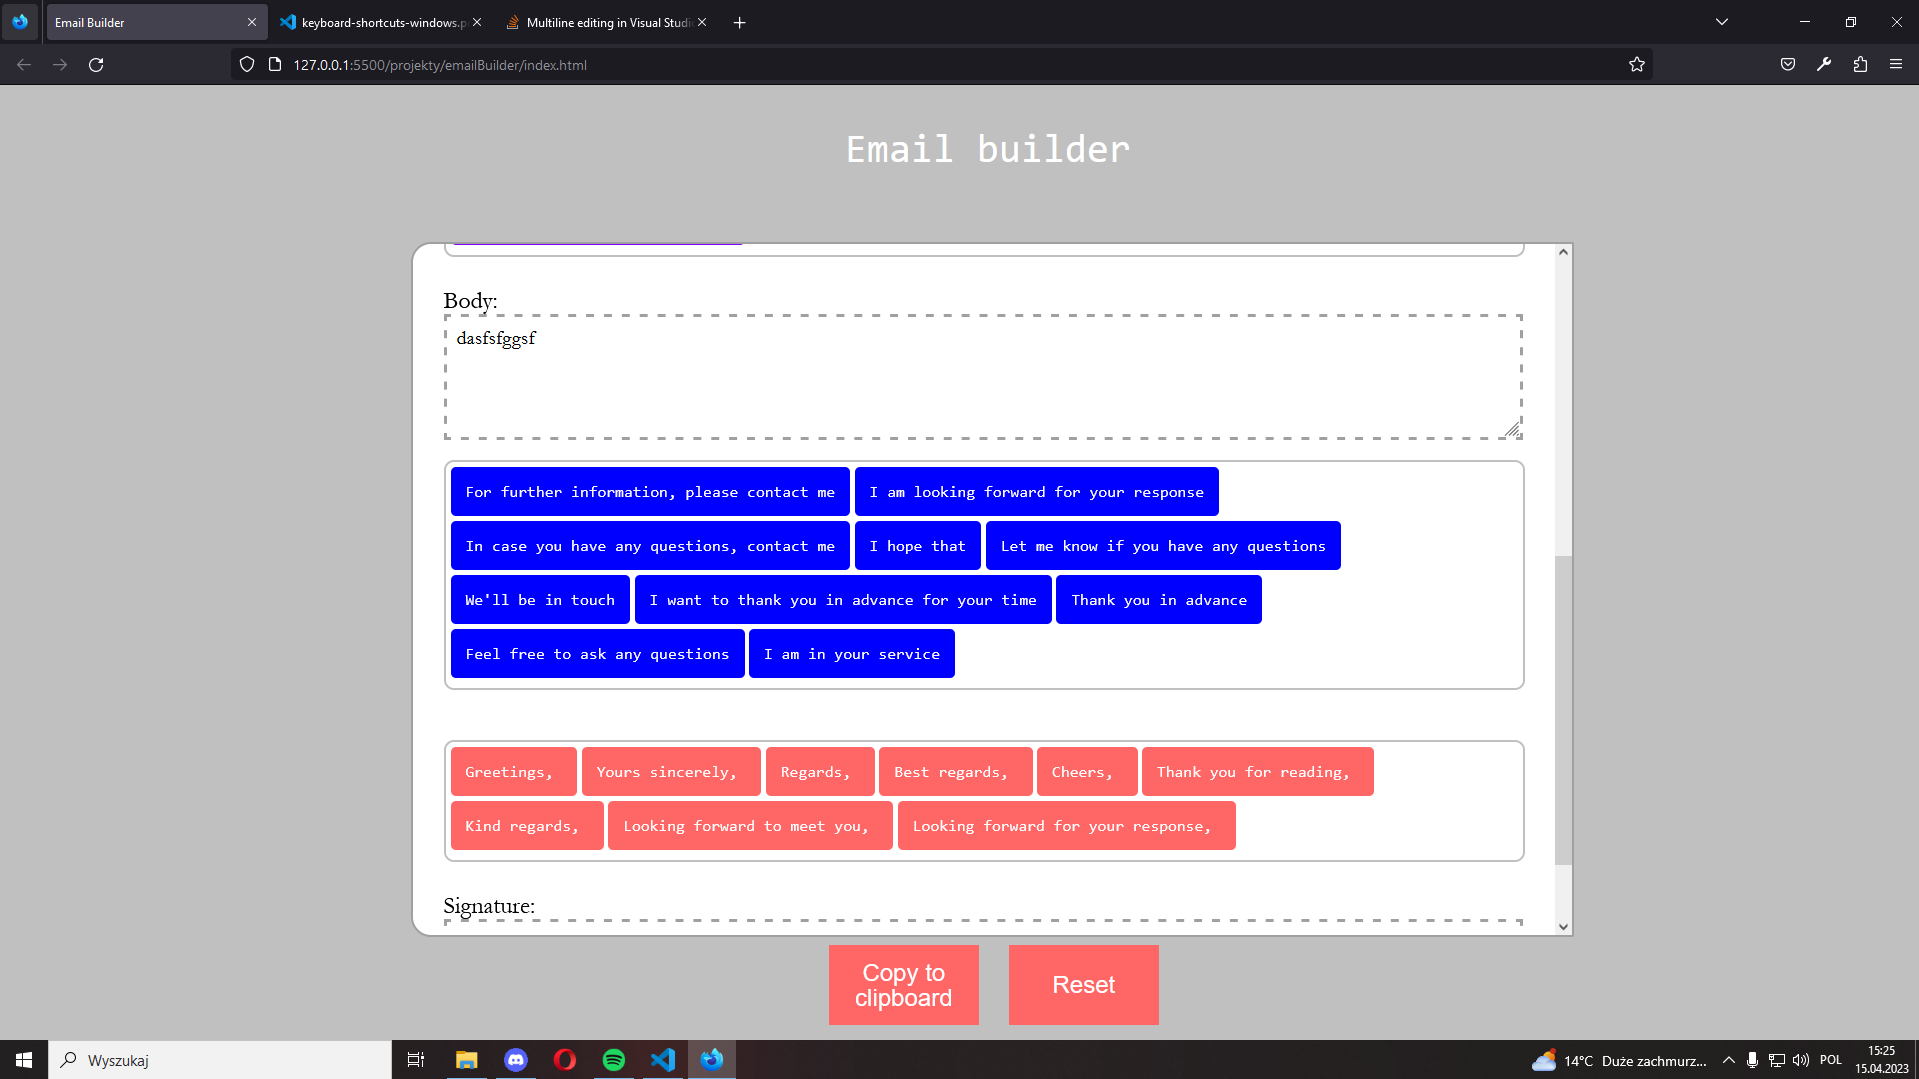 Email Builder
keyboard-shortcuts-windows.p
Multiline editing in Visual Studi
127.0.0.1:5500/projekty/emailBuilder/index.html
Email builder
Body:
dasfsfggsf
For further information, please contact me
I am looking forward for your response
In case you have any questions, contact me
I hope that
Let me know if you have any questions
We'll be in touch
I want to thank you in advance for your time
Thank you in advance
Feel free to ask any questions
I am in your service
Greetings,
Yours sincerely,
Regards,
Best regards,
Cheers,
Thank you for reading,
Kind regards,
Looking forward to meet you,
Looking forward for your response,
Signature:
Copy to
clipboard
Reset
Wyszukaj
14°C Duże zachmurz...
POL
15:25
15.04.2023